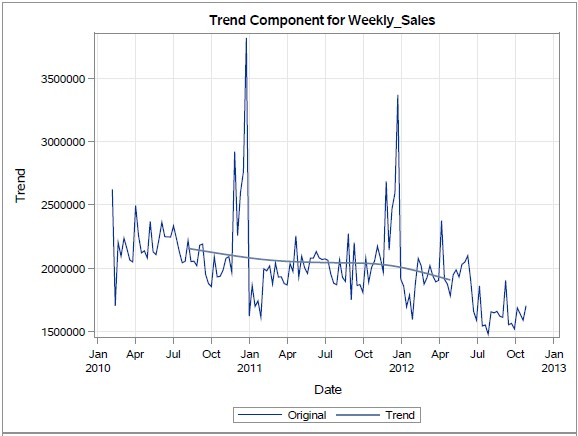 Trend Component for Weekly_Sales
Trend
3500000
3000000
2500000
2000000
1500000
Jan Apr Jul Oct Jan Apr Jul Oct Jan Apr Jul Oct Jan
2010 2011 2012 2013
Date
Original Trend